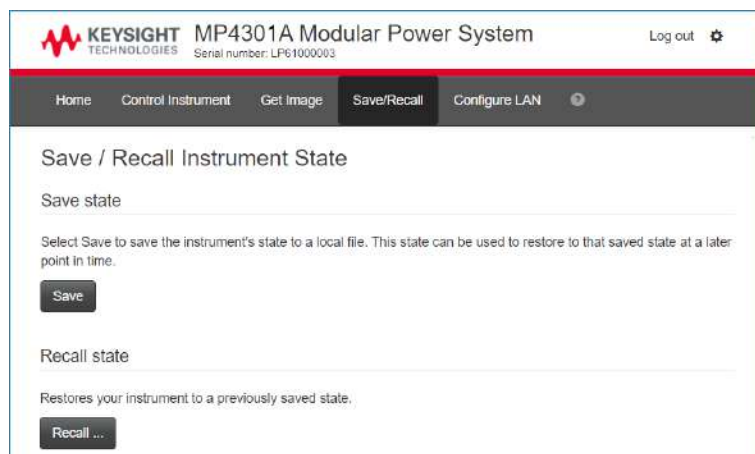 KEYSIGHT
TECHNOLOGIES
MP4301A Modular Power System
Serial number: LP61000003
Log out
Home Control Instrument Get Image Save/Recall Configure LAN ?
Save / Recall Instrument State
Save state
Select Save to save the instrument's state to a local file. This state can be used to restore to that saved state at a later
point in time.
Save
Recall state
Restores your instrument to a previously saved state.
Recall ...